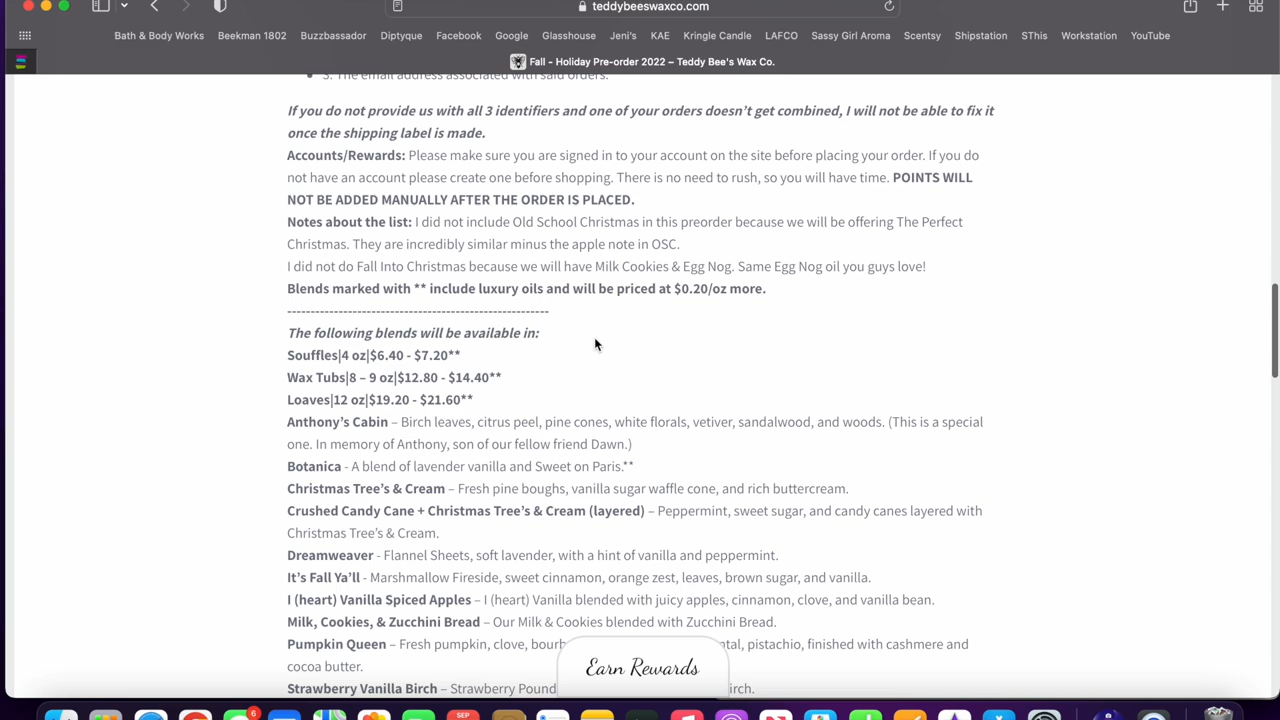 teddybeeswaxco.com
Bath & Body Works Beekman 1802 Buzzbassador Diptyque Facebook Google Glasshouse Jeni's KAE Kringle Candle LAFCO Sassy Girl Aroma Scentsy Shipstation SThis Workstation YouTube
Fall - Holiday Pre-order 2022 – Teddy Bee's Wax Co.
3. The email address associated with said orders.
If you do not provide us with all 3 identifiers and one of your orders doesn't get combined, I will not be able to fix it
once the shipping label is made.
Accounts/Rewards: Please make sure you are signed in to your account on the site before placing your order. If you do
not have an account please create one before shopping. There is no need to rush, so you will have time. POINTS WILL
NOT BE ADDED MANUALLY AFTER THE ORDER IS PLACED.
Notes about the list: I did not include Old School Christmas in this preorder because we will be offering The Perfect
Christmas. They are incredibly similar minus the apple note in OSC.
I did not do Fall Into Christmas because we will have Milk Cookies & Egg Nog. Same Egg Nog oil you guys love!
Blends marked with ** include luxury oils and will be priced at $0.20/oz more.
--------------------------------------------------------
The following blends will be available in:
Souffles|4 oz|$6.40 - $7.20**
Wax Tubs|8 – 9 oz|$12.80 - $14.40**
Loaves|12 oz|$19.20 - $21.60**
Anthony's Cabin – Birch leaves, citrus peel, pine cones, white florals, vetiver, sandalwood, and woods. (This is a special
one. In memory of Anthony, son of our fellow friend Dawn.)
Botanica - A blend of lavender vanilla and Sweet on Paris.**
Christmas Tree's & Cream – Fresh pine boughs, vanilla sugar waffle cone, and rich buttercream.
Crushed Candy Cane + Christmas Tree's & Cream (layered) – Peppermint, sweet sugar, and candy canes layered with
Christmas Tree's & Cream.
Dreamweaver - Flannel Sheets, soft lavender, with a hint of vanilla and peppermint.
It's Fall Ya'll - Marshmallow Fireside, sweet cinnamon, orange zest, leaves, brown sugar, and vanilla.
I (heart) Vanilla Spiced Apples – I (heart) Vanilla blended with juicy apples, cinnamon, clove, and vanilla bean.
Milk, Cookies, & Zucchini Bread – Our Milk & Cookies blended with Zucchini Bread.
Pumpkin Queen – Fresh pumpkin, clove, pistachio, finished with cashmere and
cocoa butter.
Earn Rewards
Strawberry Vanilla Birch – Strawberry Pound
6
SEP